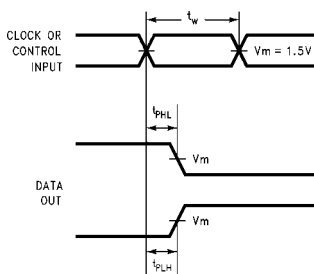 tw
CLOCK OR
CONTROL
INPUT
Vm = 1.5V
tPHL
Vm
DATA
OUT
Vm
tPLH